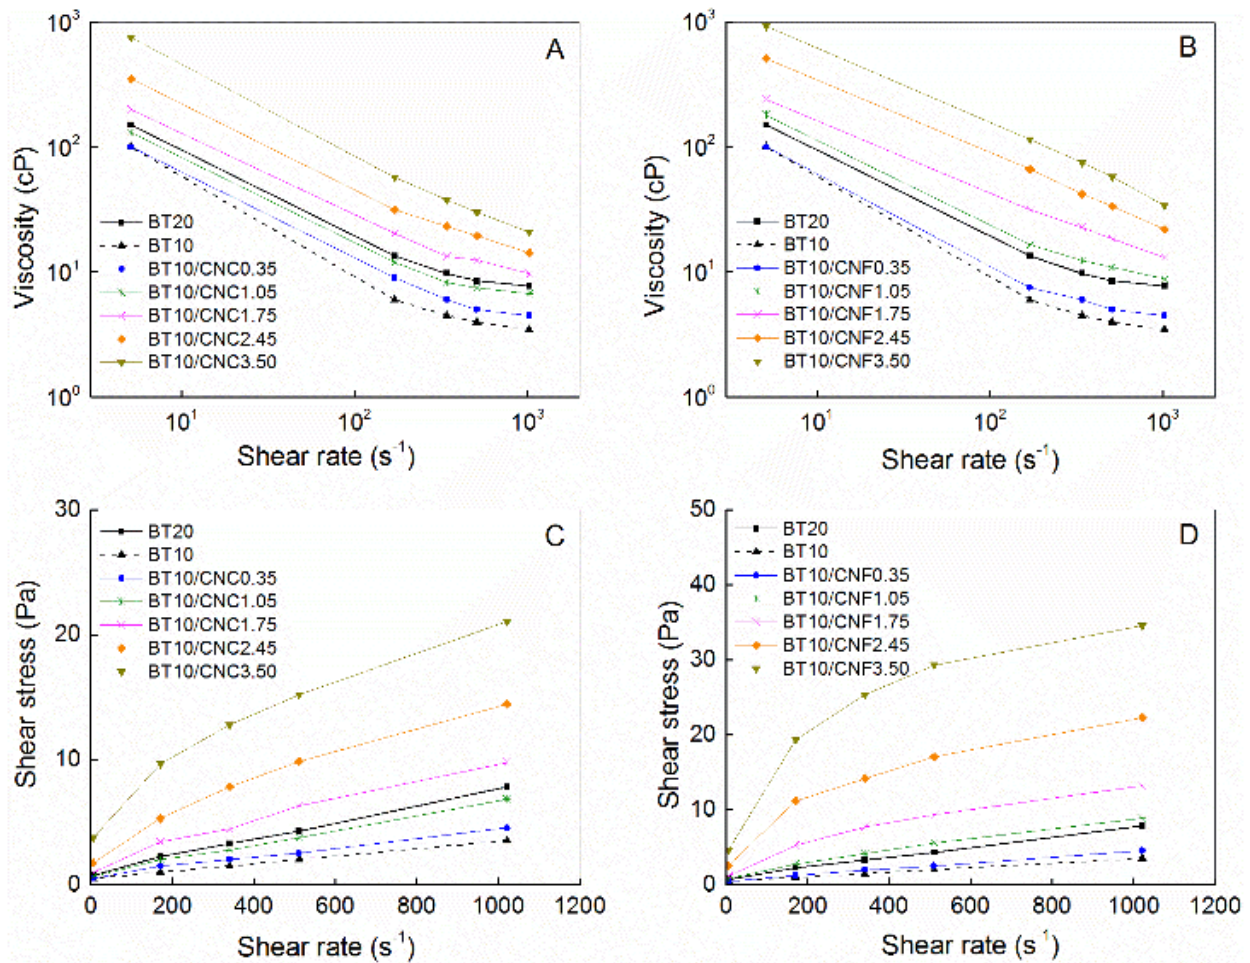 A
Viscosity (cP)
10³
10²
10¹
10⁰
BT20
BT10
BT10/CNC0.35
BT10/CNC1.05
BT10/CNC1.75
BT10/CNC2.45
BT10/CNC3.50
10¹ 10² 10³
Shear rate (s⁻¹)
B
Viscosity (cP)
10³
10²
10¹
10⁰
BT20
BT10
BT10/CNF0.35
BT10/CNF1.05
BT10/CNF1.75
BT10/CNF2.45
BT10/CNF3.50
10¹ 10² 10³
Shear rate (s⁻¹)
C
Shear stress (Pa)
30
20
10
0
BT20
BT10
BT10/CNC0.35
BT10/CNC1.05
BT10/CNC1.75
BT10/CNC2.45
BT10/CNC3.50
0 200 400 600 800 1000 1200
Shear rate (s⁻¹)
D
Shear stress (Pa)
50
40
30
20
10
0
BT20
BT10
BT10/CNF0.35
BT10/CNF1.05
BT10/CNF1.75
BT10/CNF2.45
BT10/CNF3.50
0 200 400 600 800 1000 1200
Shear rate (s⁻¹)